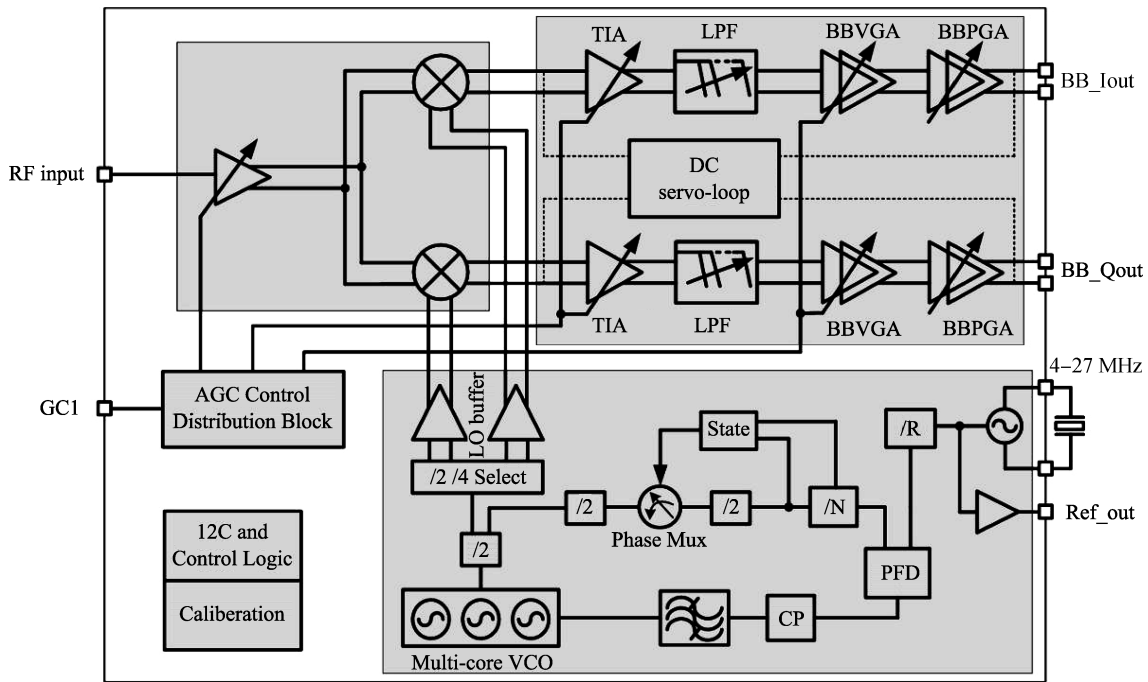 TIA
LPF
BBVGA
BBPGA
BB_Iout
RF input
DC
servo-loop
BB_Qout
TIA
LPF
BBVGA
BBPGA
4–27 MHz
GC1
AGC Control
Distribution Block
LO buffer
State
/R
/2 /4 Select
/2
/2
/N
Phase Mux
Ref_out
12C and
Control Logic
/2
PFD
Caliberation
CP
Multi-core VCO